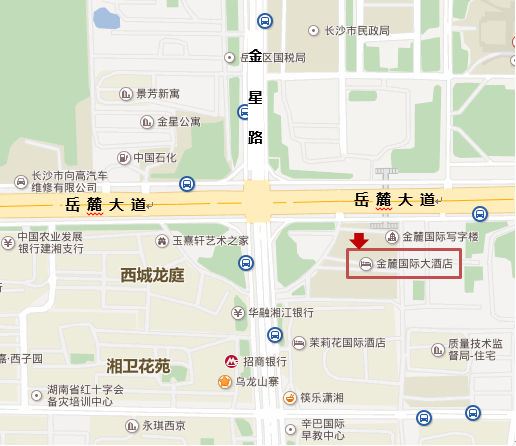 长沙市民政局
岳麓区国税局
金
星
路
景芳新寓
金星公寓
中国石化
长沙市向高汽车
维修有限公司
岳麓大道
岳麓大道
中国农业发展
银行建湘支行
玉熹轩艺术之家
金麓国际写字楼
金麓国际大酒店
西城龙庭
华融湘江银行
茉莉花国际酒店
质量技术监
督局-住宅
嘉·西子园
湘卫花苑
招商银行
乌龙山寨
湖南省红十字会
备灾培训中心
筷乐潇湘
永琪西京
辛巴国际
早教中心